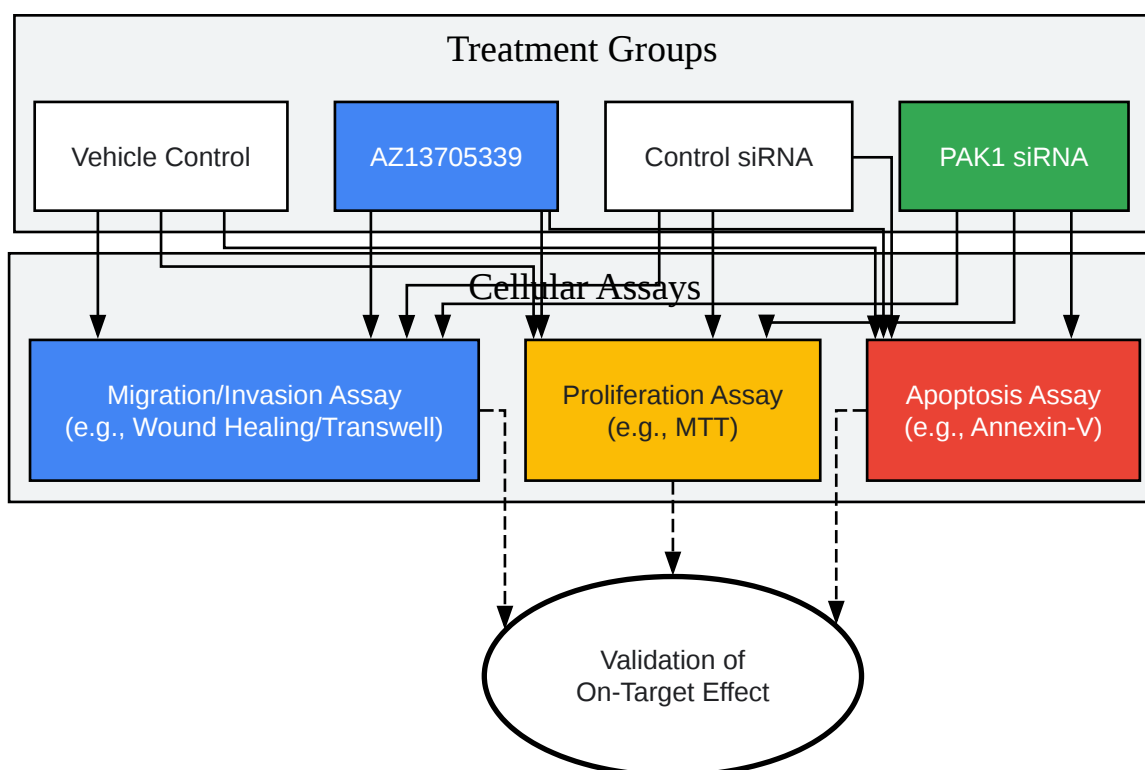 Treatment Groups
Vehicle Control
AZ13705339
Control siRNA
PAK1 siRNA
Cellular Assays
Migration/Invasion Assay
(e.g., Wound Healing/Transwell)
Proliferation Assay
(e.g., MTT)
Apoptosis Assay
(e.g., Annexin-V)
Validation of
On-Target Effect